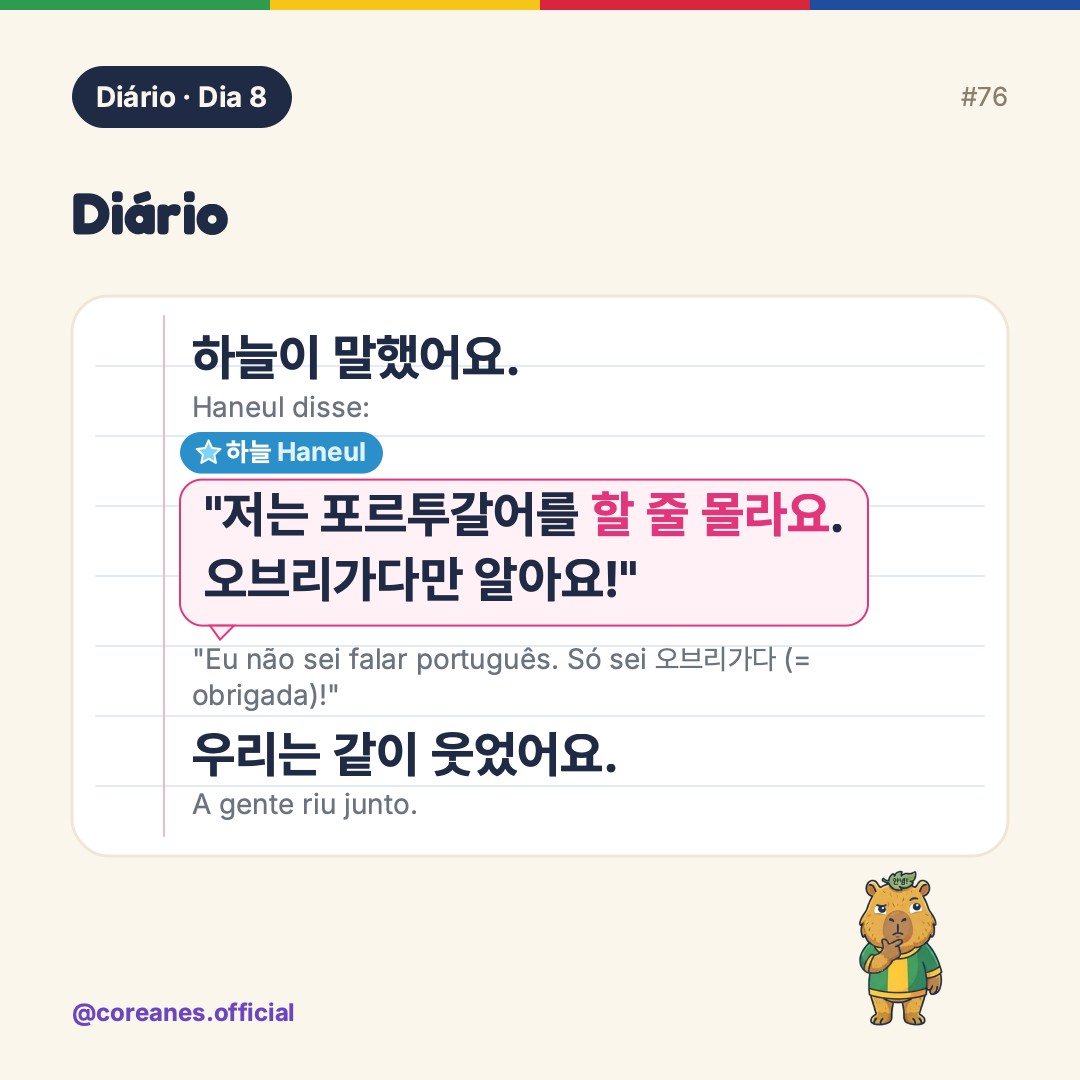 Diário · Dia 8
#76
Diário
하늘이 말했어요.
Haneul disse:
하늘 Haneul
"저는 포르투갈어를 할 줄 몰라요.
오브리가다만 알아요!"
"Eu não sei falar português. Só sei 오브리가다 (=
obrigada)!"
우리는 같이 웃었어요.
A gente riu junto.
안녕!
@coreanes.official